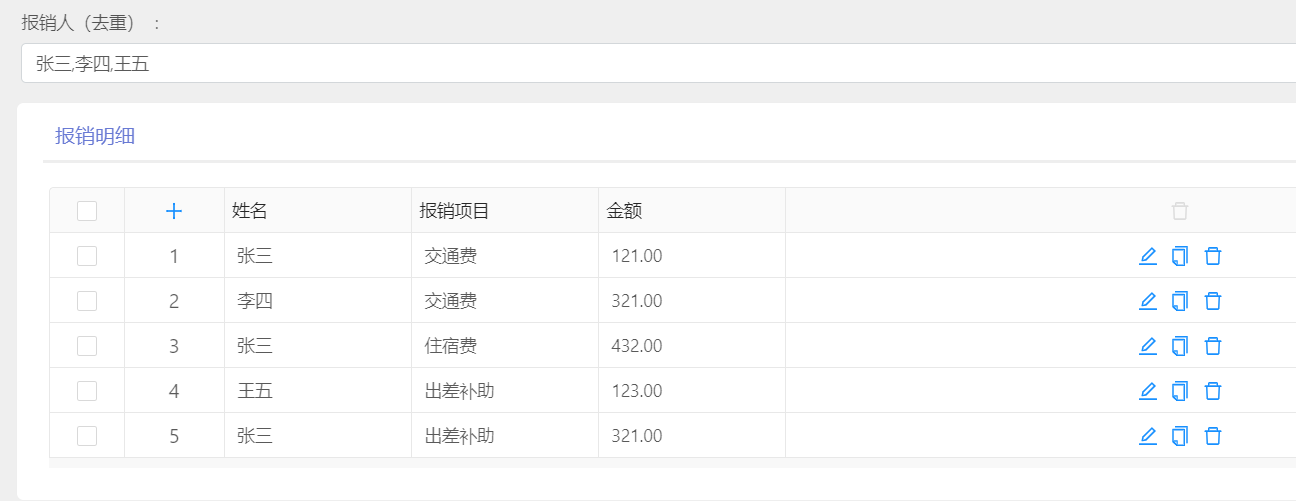 报销人（去重） ：
张三,李四,王五
报销明细
姓名 报销项目 金额
1 张三 交通费 121.00
2 李四 交通费 321.00
3 张三 住宿费 432.00
4 王五 出差补助 123.00
5 张三 出差补助 321.00